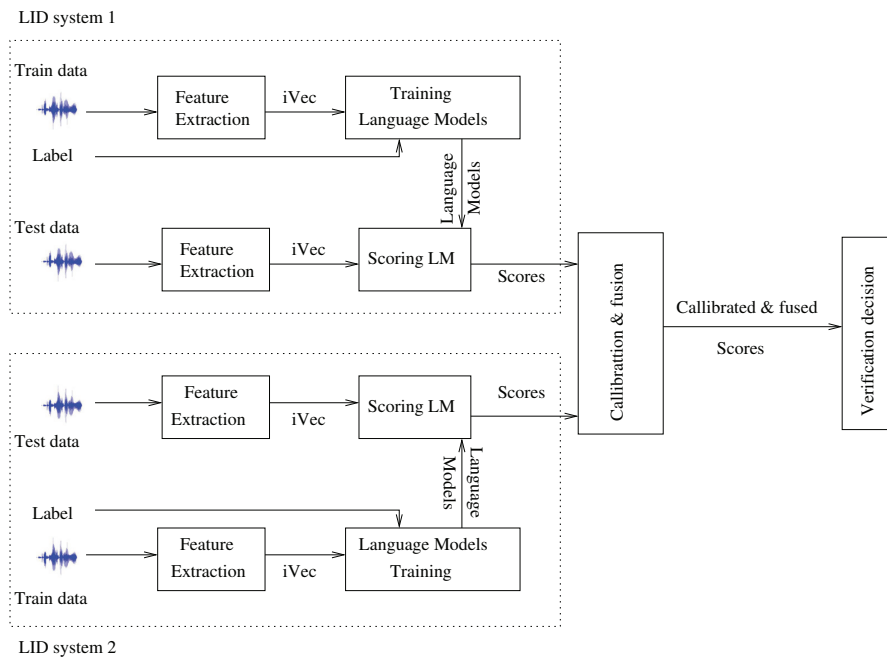 LID system 1
Train data
Feature
Extraction
iVec
Training
Language Models
Label
Language
Models
Test data
Feature
Extraction
iVec
Scoring LM
Scores
Callibrattion & fusion
Callibrated & fused
Scores
Verification decision
Test data
Feature
Extraction
iVec
Scoring LM
Scores
Models
Language
Label
Train data
Feature
Extraction
iVec
Language Models
Training
LID system 2